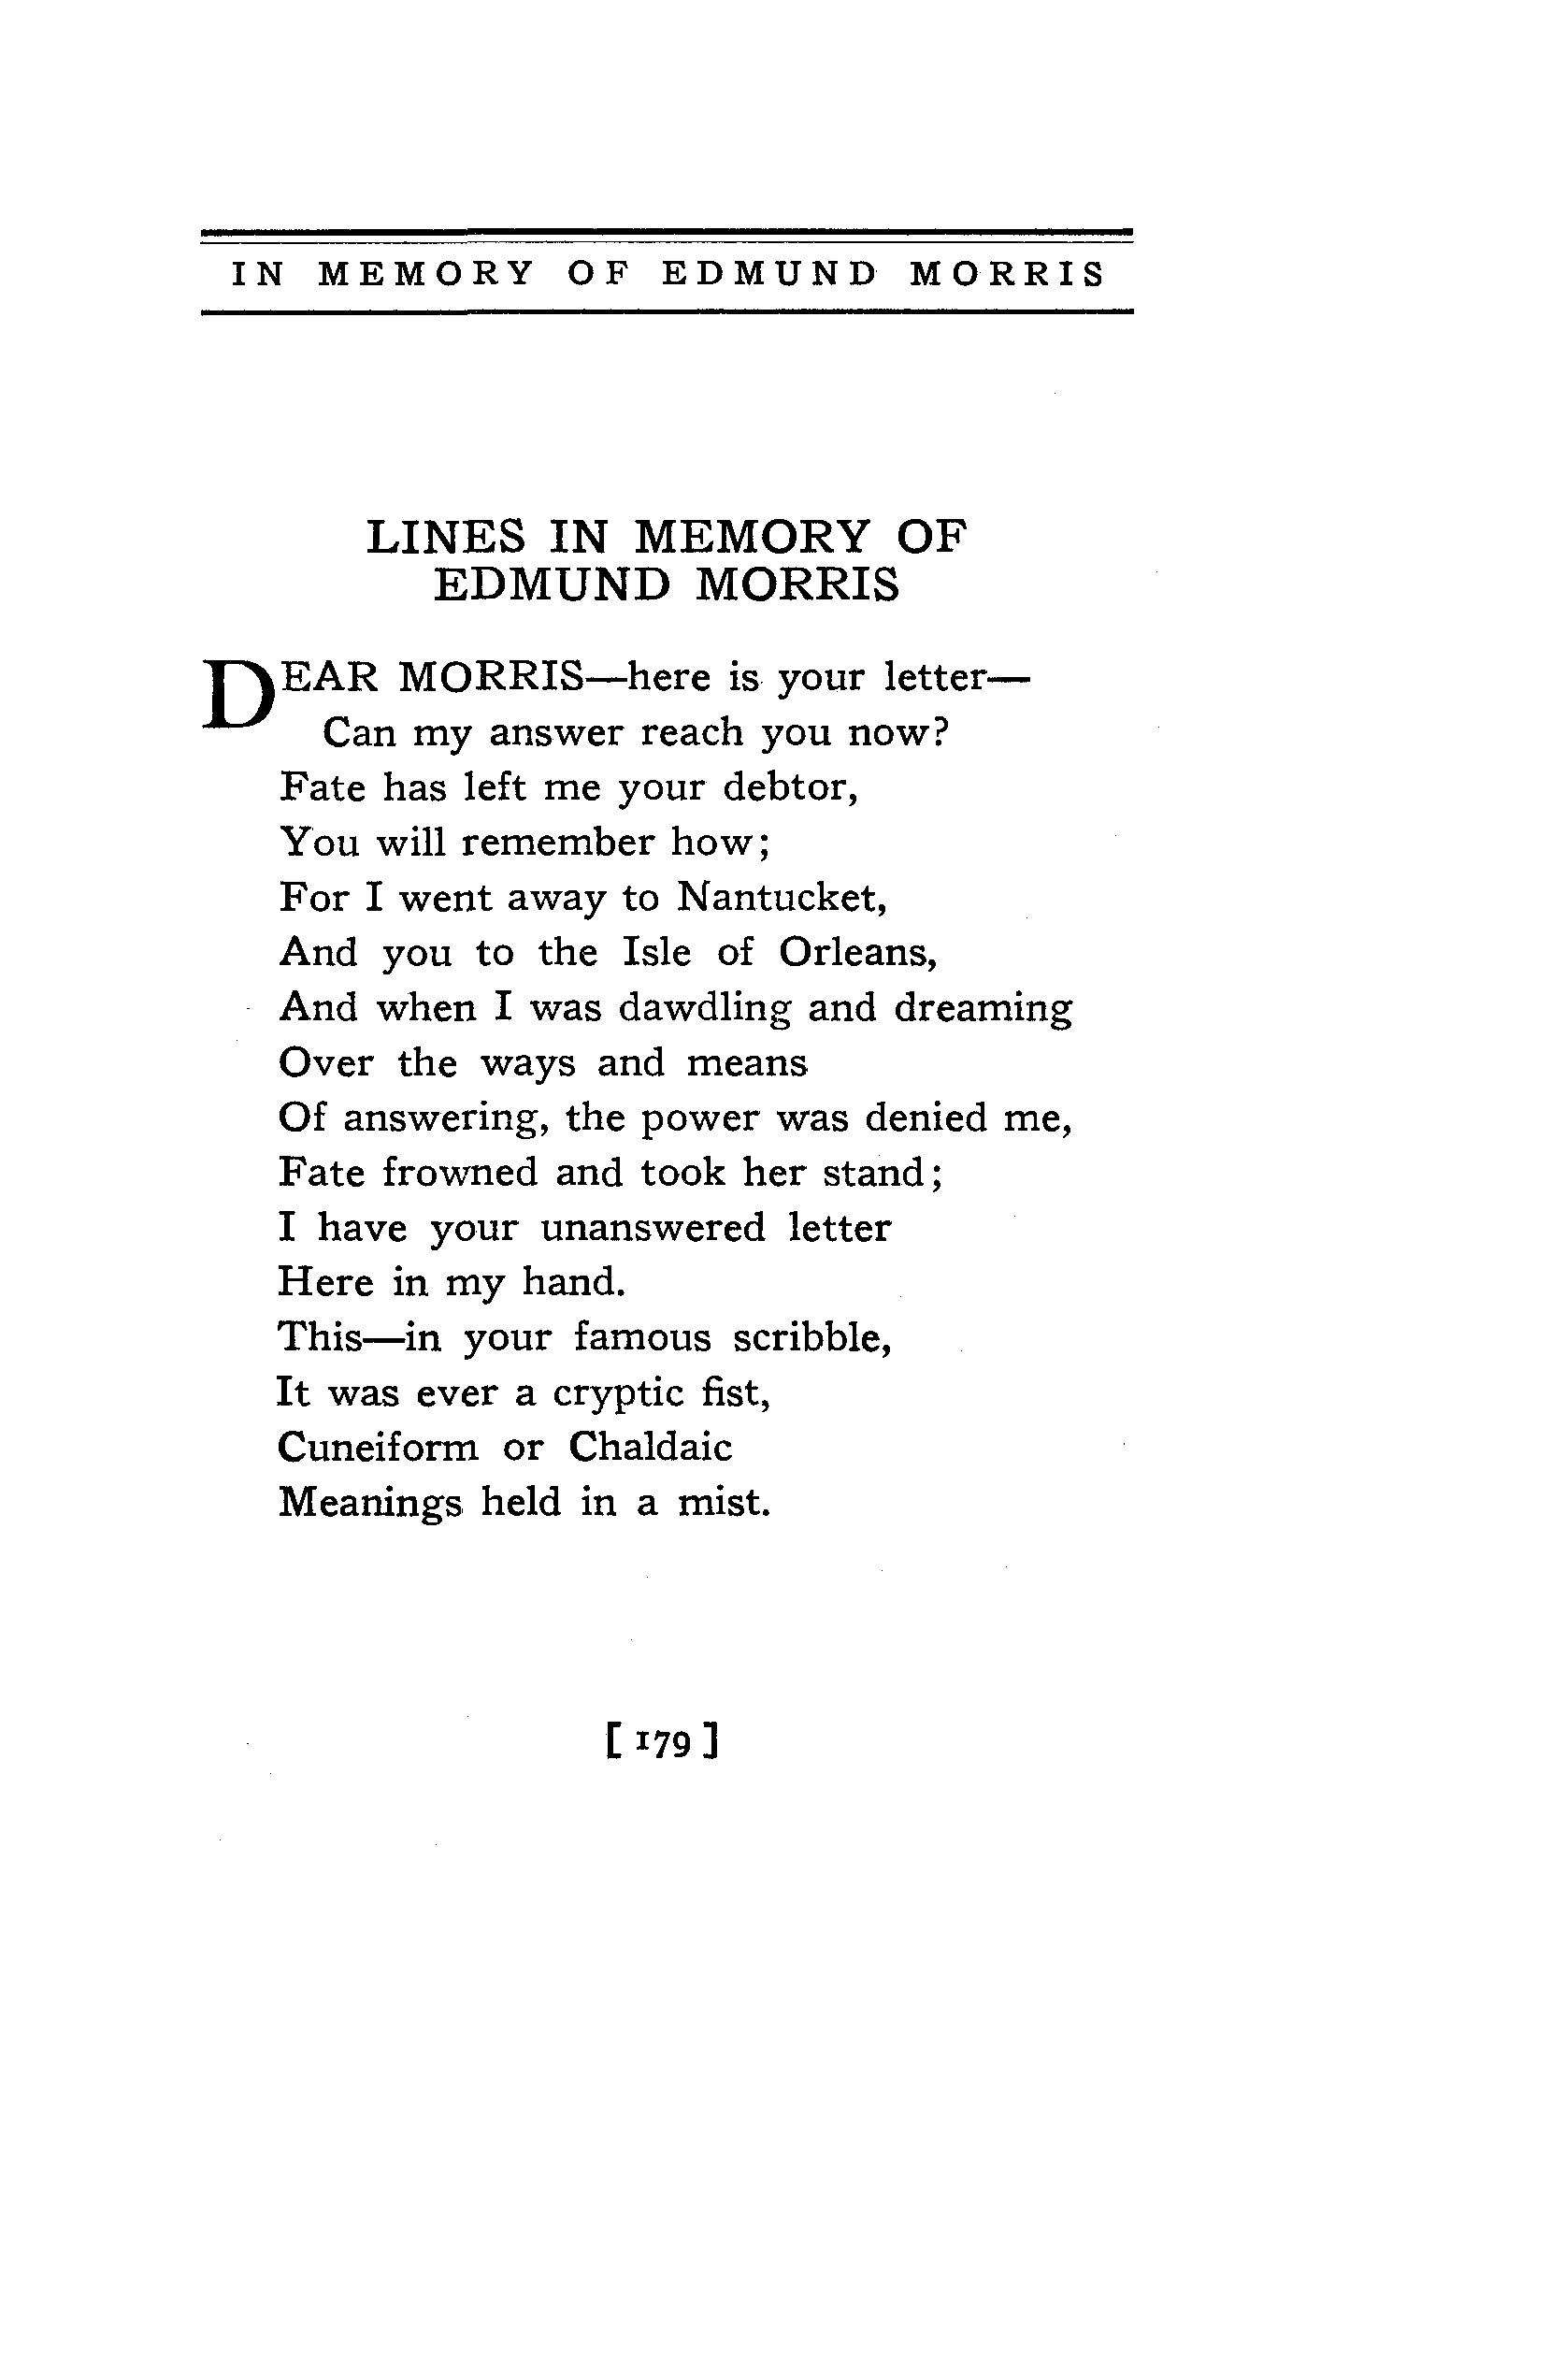 IN MEMORY OF EDMUND MORRIS
LINES IN MEMORY OF
EDMUND MORRIS
DEAR MORRIS—here is your letter—
Can my answer reach you now?
Fate has left me your debtor,
You will remember how;
For I went away to Nantucket,
And you to the Isle of Orleans,
And when I was dawdling and dreaming
Over the ways and means
Of answering, the power was denied me,
Fate frowned and took her stand;
I have your unanswered letter
Here in my hand.
This—in your famous scribble,
It was ever a cryptic fist,
Cuneiform or Chaldaic
Meanings held in a mist.
[ 179 ]